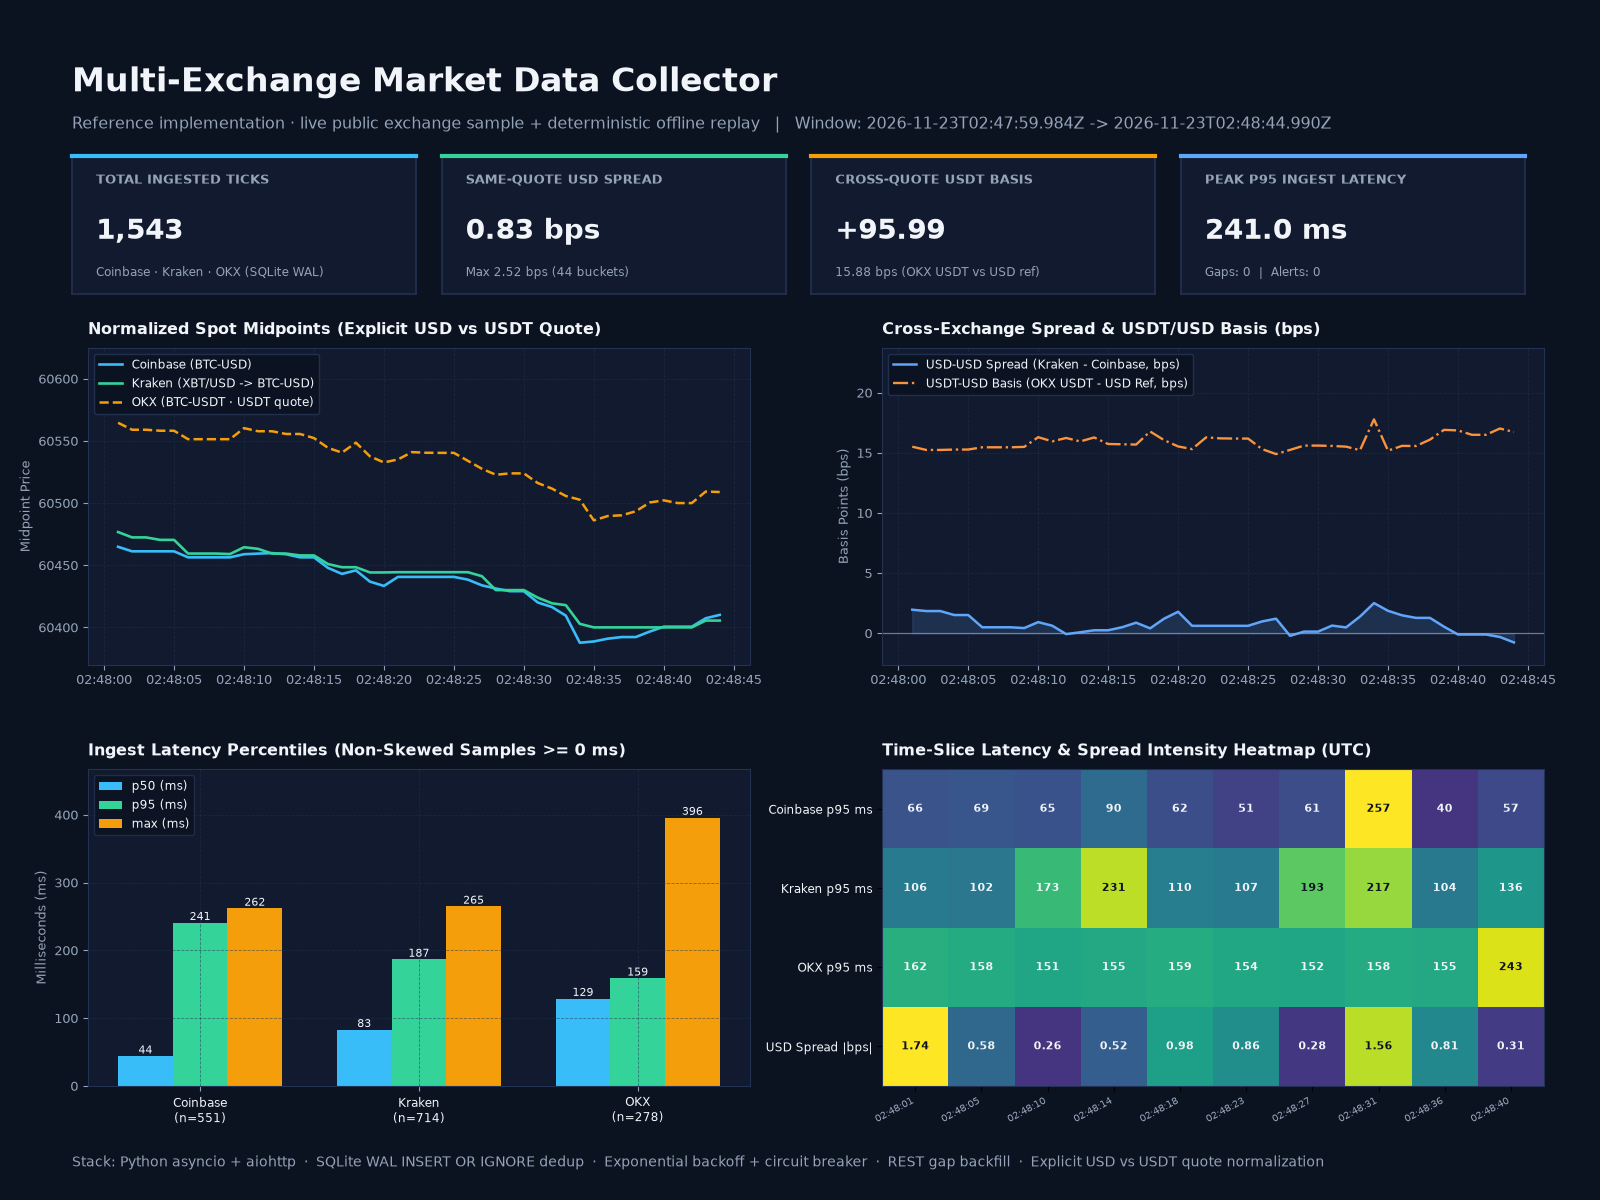 Multi-Exchange Market Data Collector
Reference implementation · live public exchange sample + deterministic offline replay | Window: 2026-11-23T02:47:59.984Z -> 2026-11-23T02:48:44.990Z
TOTAL INGESTED TICKS
1,543
Coinbase · Kraken · OKX (SQLite WAL)
SAME-QUOTE USD SPREAD
0.83 bps
Max 2.52 bps (44 buckets)
CROSS-QUOTE USDT BASIS
+95.99
15.88 bps (OKX USDT vs USD ref)
PEAK P95 INGEST LATENCY
241.0 ms
Gaps: 0 | Alerts: 0
Normalized Spot Midpoints (Explicit USD vs USDT Quote)
Coinbase (BTC-USD)
Kraken (XBT/USD -> BTC-USD)
OKX (BTC-USDT · USDT quote)
Midpoint Price
60600
60550
60500
60450
60400
02:48:00 02:48:05 02:48:10 02:48:15 02:48:20 02:48:25 02:48:30 02:48:35 02:48:40 02:48:45
Cross-Exchange Spread & USDT/USD Basis (bps)
USD-USD Spread (Kraken - Coinbase, bps)
USDT-USD Basis (OKX USDT - USD Ref, bps)
Basis Points (bps)
20
15
10
5
0
02:48:00 02:48:05 02:48:10 02:48:15 02:48:20 02:48:25 02:48:30 02:48:35 02:48:40 02:48:45
Ingest Latency Percentiles (Non-Skewed Samples >= 0 ms)
p50 (ms)
p95 (ms)
max (ms)
Milliseconds (ms)
400
300
200
100
0
44 241 262
83 187 265
129 159 396
Coinbase
(n=551)
Kraken
(n=714)
OKX
(n=278)
Time-Slice Latency & Spread Intensity Heatmap (UTC)
Coinbase p95 ms 66 69 65 90 62 51 61 257 40 57
Kraken p95 ms 106 102 173 231 110 107 193 217 104 136
OKX p95 ms 162 158 151 155 159 154 152 158 155 243
USD Spread |bps| 1.74 0.58 0.26 0.52 0.98 0.86 0.28 1.56 0.81 0.31
02:48:01 02:48:05 02:48:10 02:48:14 02:48:18 02:48:23 02:48:27 02:48:31 02:48:36 02:48:40
Stack: Python asyncio + aiohttp · SQLite WAL INSERT OR IGNORE dedup · Exponential backoff + circuit breaker · REST gap backfill · Explicit USD vs USDT quote normalization